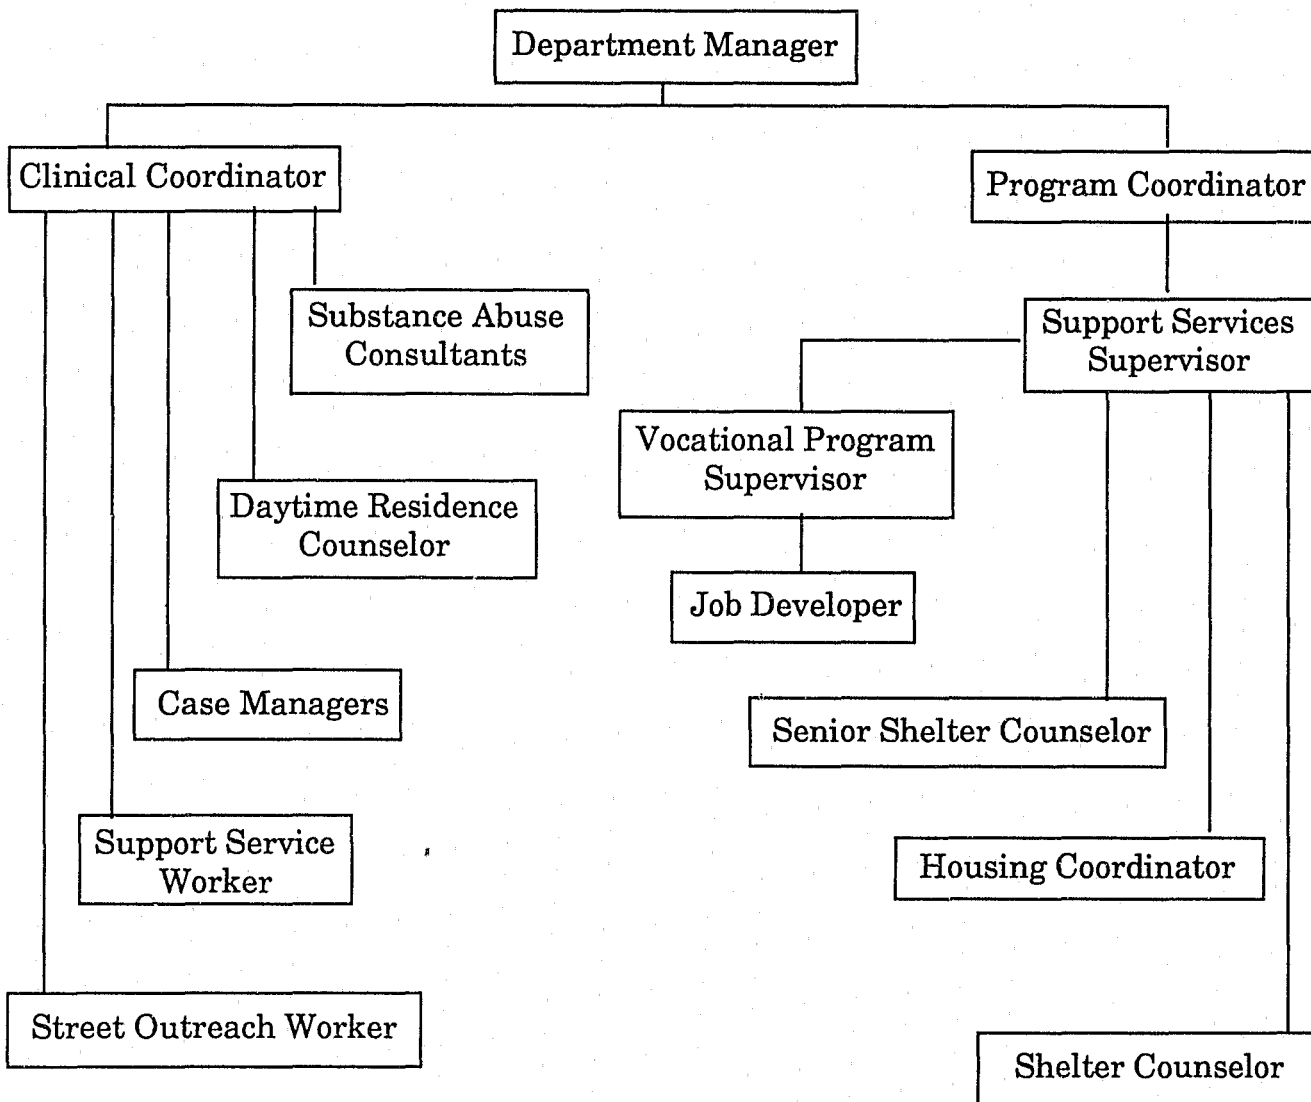 Department Manager
Clinical Coordinator
Program Coordinator
Substance Abuse
Consultants
Support Services
Supervisor
Vocational Program
Supervisor
Daytime Residence
Counselor
Job Developer
Case Managers
Senior Shelter Counselor
Support Service
Worker
Housing Coordinator
Street Outreach Worker
Shelter Counselor